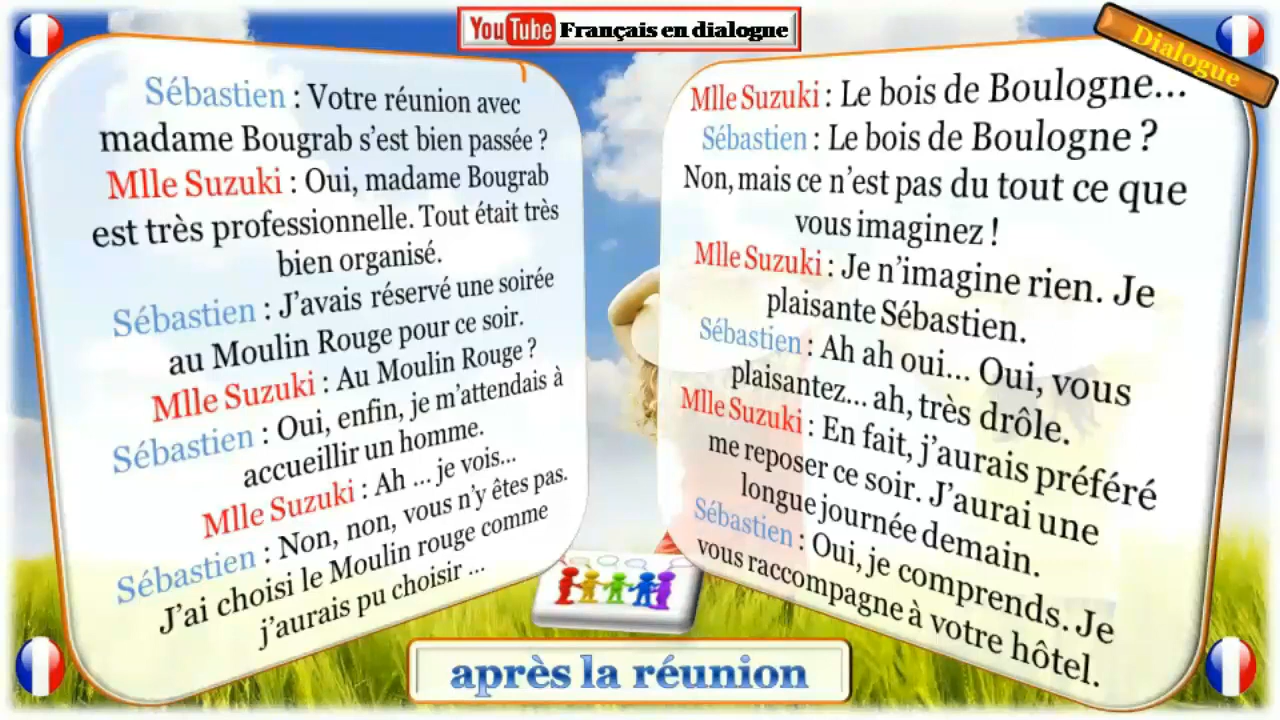 YouTube Français en dialogue
Dialogue
Sébastien : Votre réunion avec
madame Bougrab s'est bien passée ?
Mlle Suzuki : Oui, madame Bougrab
est très professionnelle. Tout était très
bien organisé.
Sébastien : J'avais réservé une soirée
au Moulin Rouge pour ce soir.
Mlle Suzuki : Au Moulin Rouge ?
Sébastien : Oui, enfin, je m'attendais à
accueillir un homme.
Mlle Suzuki : Ah ... je vois...
Sébastien : Non, non, vous n'y êtes pas.
J'ai choisi le Moulin rouge comme
j'aurais pu choisir ...
Mlle Suzuki : Le bois de Boulogne...
Sébastien : Le bois de Boulogne ?
Non, mais ce n'est pas du tout ce que
vous imaginez !
Mlle Suzuki : Je n'imagine rien. Je
plaisante Sébastien.
Sébastien : Ah ah oui... Oui, vous
plaisantez... ah, très drôle.
Mlle Suzuki : En fait, j'aurais préféré
me reposer ce soir. J'aurai une
longue journée demain.
Sébastien : Oui, je comprends. Je
vous raccompagne à votre hôtel.
après la réunion